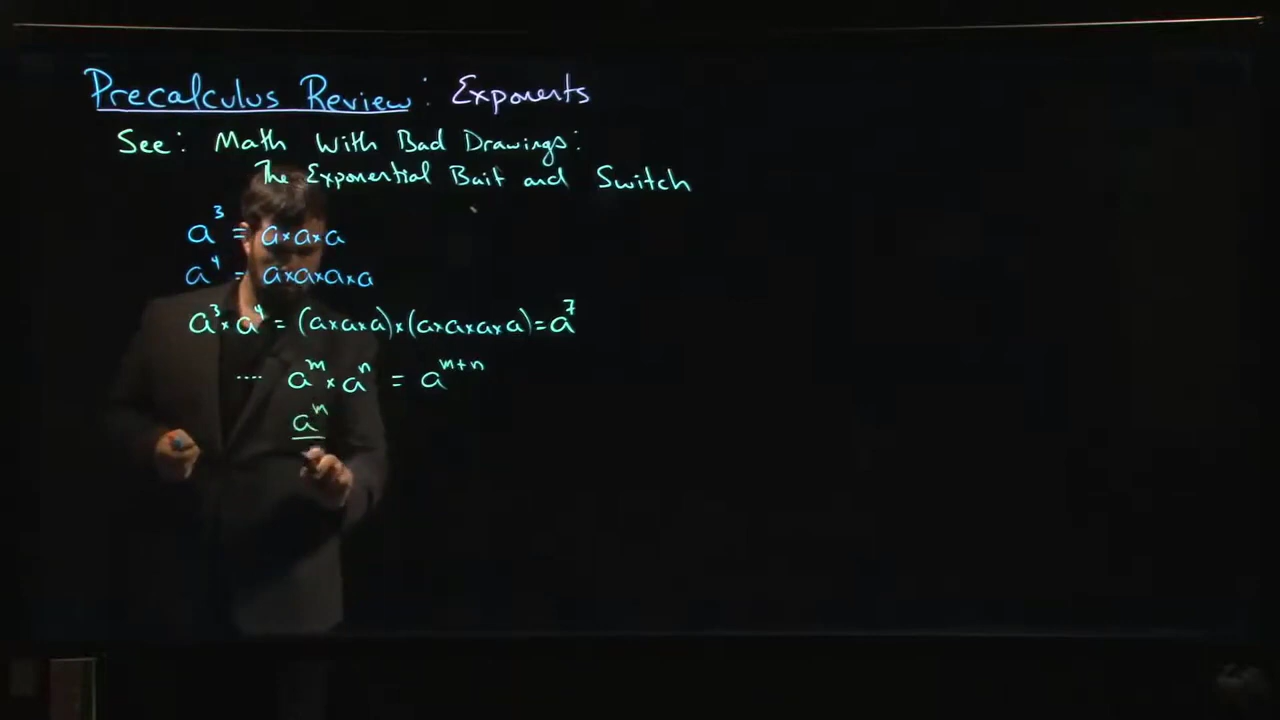 Precalculus Review: Exponents
See: Math With Bad Drawings:
The Exponential Bait and Switch
a³ = a×a×a
a⁴ = a×a×a×a
a³×a⁴ = (a×a×a)×(a×a×a×a)=a⁷
.... aᵐ×aⁿ = aᵐ⁺ⁿ
aᵐ